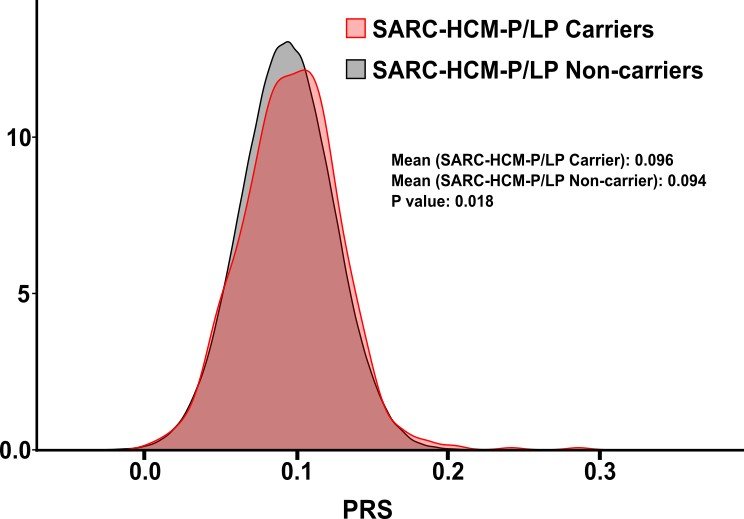 SARC-HCM-P/LP Carriers
SARC-HCM-P/LP Non-carriers
Mean (SARC-HCM-P/LP Carrier): 0.096
Mean (SARC-HCM-P/LP Non-carrier): 0.094
P value: 0.018
10
5
0.0
0.0 0.1 0.2 0.3
PRS